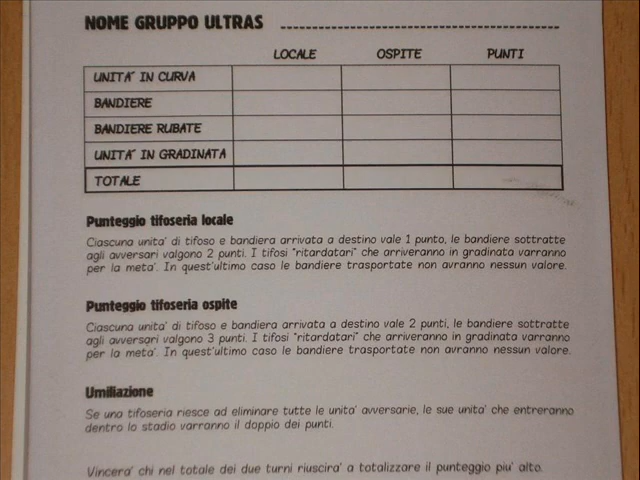 NOME GRUPPO ULTRAS
LOCALE OSPITE PUNTI
UNITA' IN CURVA
BANDIERE
BANDIERE RUBATE
UNITA' IN GRADINATA
TOTALE
Punteggio tifoseria locale
Ciascuna unita' di tifoso e bandiera arrivata a destino vale 1 punto, le bandiere sottratte
agli avversari valgono 2 punti. I tifosi "ritardatari" che arriveranno in gradinata varranno
per la meta'. In quest'ultimo caso le bandiere trasportate non avranno nessun valore.
Punteggio tifoseria ospite
Ciascuna unita' di tifoso e bandiera arrivata a destino vale 2 punti, le bandiere sottratte
agli avversari valgono 3 punti. I tifosi "ritardatari" che arriveranno in gradinata varranno
per la meta'. In quest'ultimo caso le bandiere trasportate non avranno nessun valore.
Umiliazione
Se una tifoseria riesce ad eliminare tutte le unita' avversarie, le sue unita' che entreranno
dentro lo stadio varranno il doppio dei punti.
Vincera' chi nel totale dei due turni riuscira' a totalizzare il punteggio piu' alto.